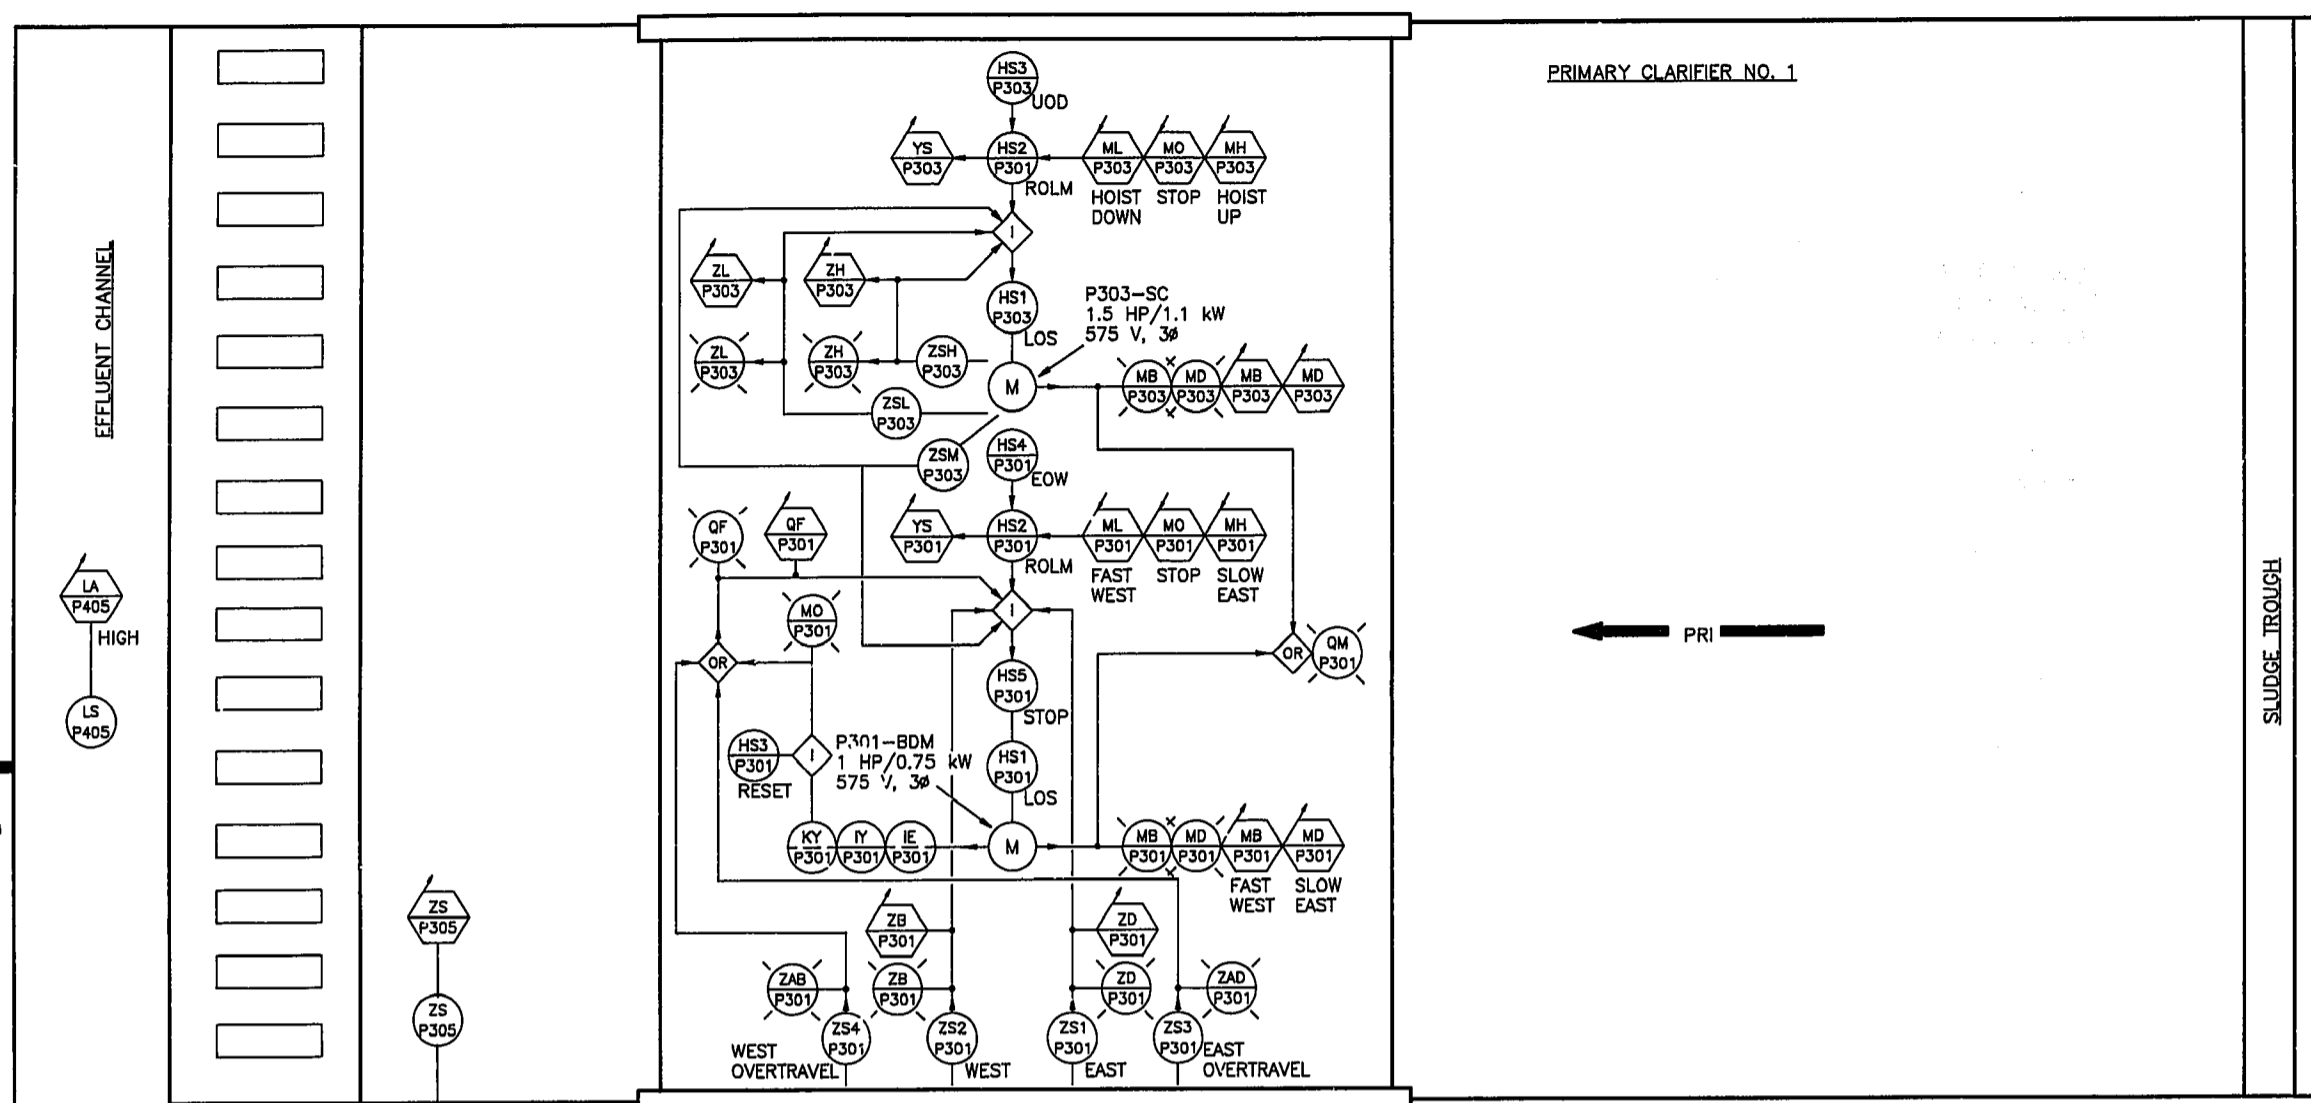 PRIMARY CLARIFIER NO. 1
EFFLUENT CHANNEL
SLUDGE TROUGH
PRI
HS3
P303
UOD
YS
P303
HS2
P301
ROLM
ML
P303
HOIST
DOWN
MO
P303
STOP
MH
P303
HOIST
UP
I
ZL
P303
ZH
P303
HS1
P303
LOS
P303-SC
1.5 HP/1.1 kW
575 V, 3ø
ZL
P303
ZH
P303
ZSH
P303
M
MB
P303
MD
P303
MB
P303
MD
P303
ZSL
P303
ZSM
P303
HS4
P301
EOW
QF
P301
QF
P301
YS
P301
HS2
P301
ROLM
ML
P301
FAST
WEST
MO
P301
STOP
MH
P301
SLOW
EAST
LA
P405
HIGH
LS
P405
MO
P301
I
OR
OR
QM
P301
HS5
P301
STOP
HS3
P301
RESET
I
P301-BDM
1 HP/0.75 kW
575 V, 3ø
HS1
P301
LOS
KY
P301
IY
P301
IE
P301
M
MB
P301
MD
P301
MB
P301
FAST
WEST
MD
P301
SLOW
EAST
ZS
P305
ZS
P305
ZB
P301
ZD
P301
ZAB
P301
ZB
P301
ZD
P301
ZAD
P301
ZS4
P301
WEST
OVERTRAVEL
ZS2
P301
WEST
ZS1
P301
EAST
ZS3
P301
EAST
OVERTRAVEL